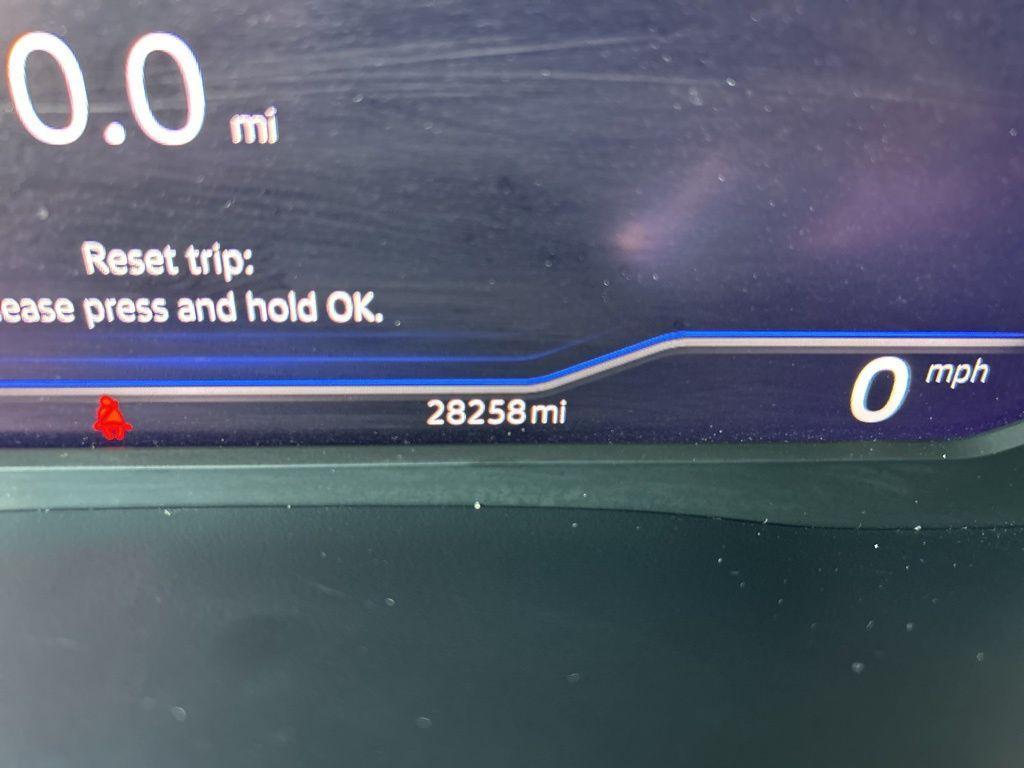 0.0 mi
Reset trip:
ease press and hold OK.
28258 mi
0 mph